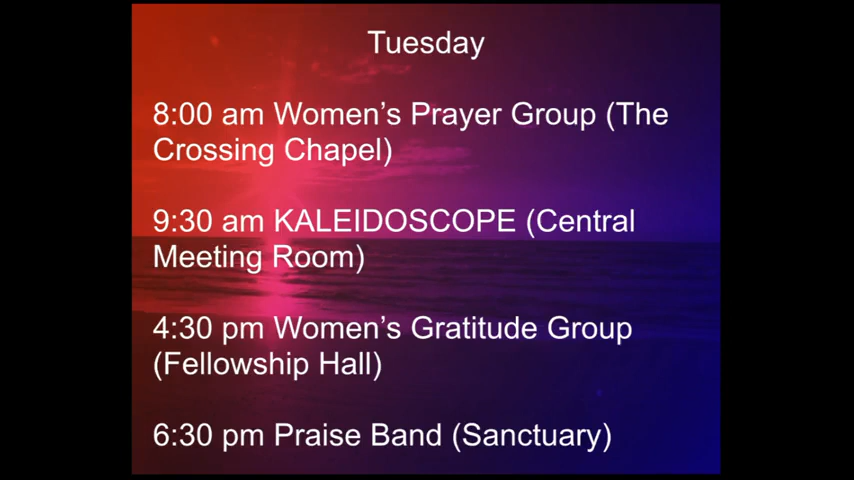 Tuesday
8:00 am Women’s Prayer Group (The
Crossing Chapel)
9:30 am KALEIDOSCOPE (Central
Meeting Room)
4:30 pm Women’s Gratitude Group
(Fellowship Hall)
6:30 pm Praise Band (Sanctuary)